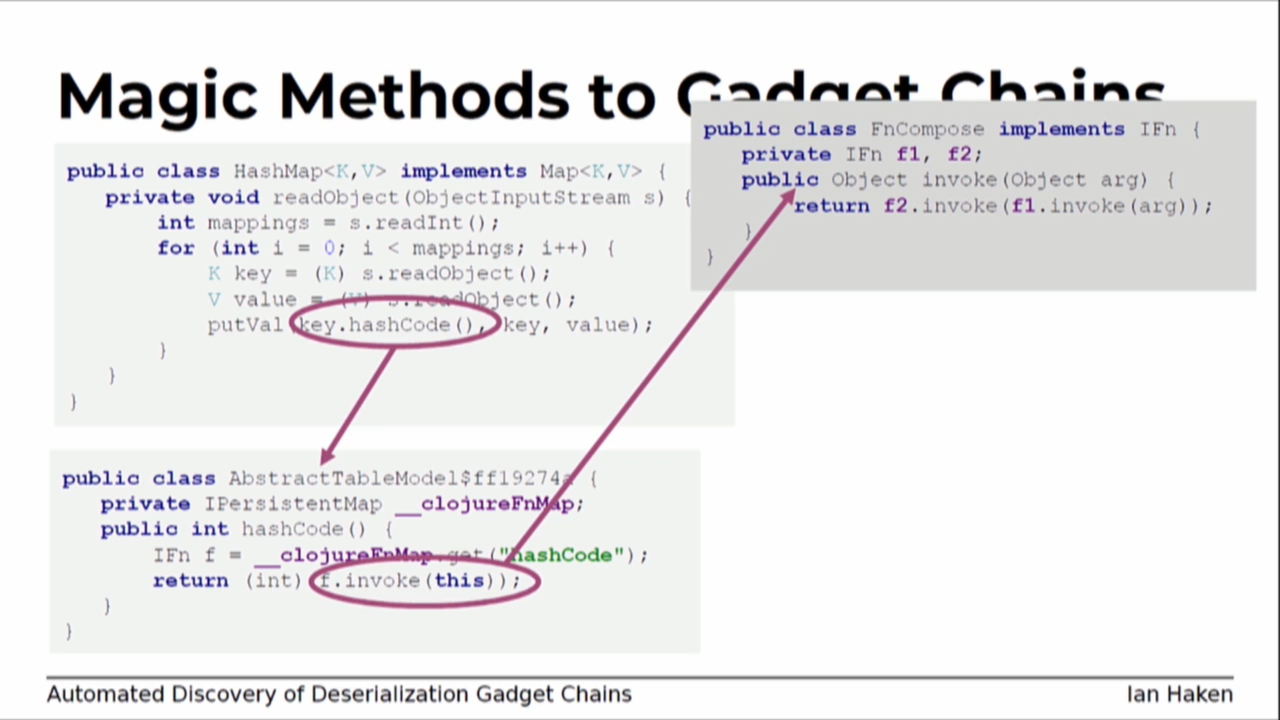 Magic Methods to Gadget Chains
public class HashMap<K,V> implements Map<K,V> {
private void readObject(ObjectInputStream s) {
int mappings = s.readInt();
for (int i = 0; i < mappings; i++) {
K key = (K) s.readObject();
V value = (V) s.readObject();
putVal(key.hashCode(), key, value);
}
}
}
public class FnCompose implements IFn {
private IFn f1, f2;
public Object invoke(Object arg) {
return f2.invoke(f1.invoke(arg));
}
}
public class AbstractTableModel$ff19274a {
private IPersistentMap __clojureFnMap;
public int hashCode() {
IFn f = __clojureFnMap.get("hashCode");
return (int) f.invoke(this));
}
}
Automated Discovery of Deserialization Gadget Chains
Ian Haken